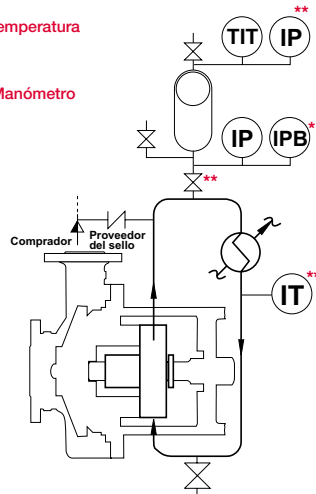 **
emperatura
TIT
IP
Manómetro
IP
IPB
*
**
Proveedor
Comprador
del sello
IT
**